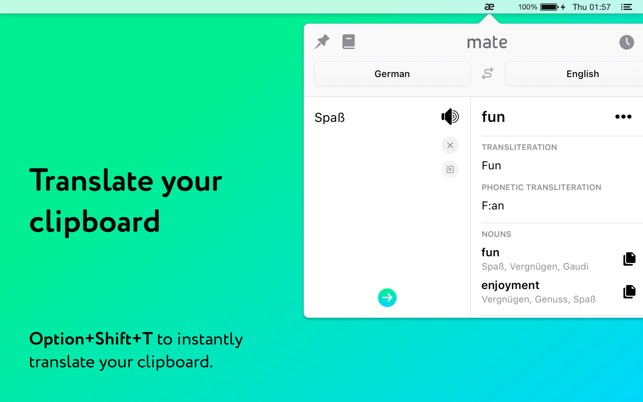 æ 100% Thu 01:57
mate
German English
Spaß
fun
TRANSLITERATION
Fun
PHONETIC TRANSLITERATION
F:an
NOUNS
fun
Spaß, Vergnügen, Gaudi
enjoyment
Vergnügen, Genuss, Spaß
Translate your
clipboard
Option+Shift+T to instantly
translate your clipboard.